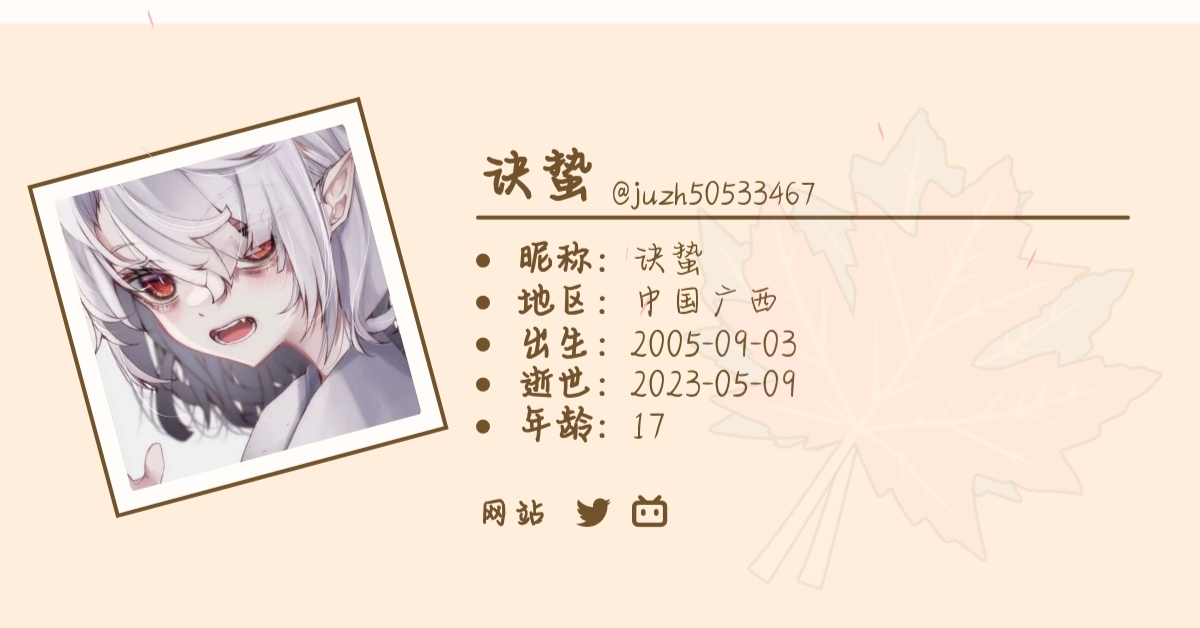 诀蛰 @juzh50533467
昵称：诀蛰
地区：中国广西
出生：2005-09-03
逝世：2023-05-09
年龄：17
网站